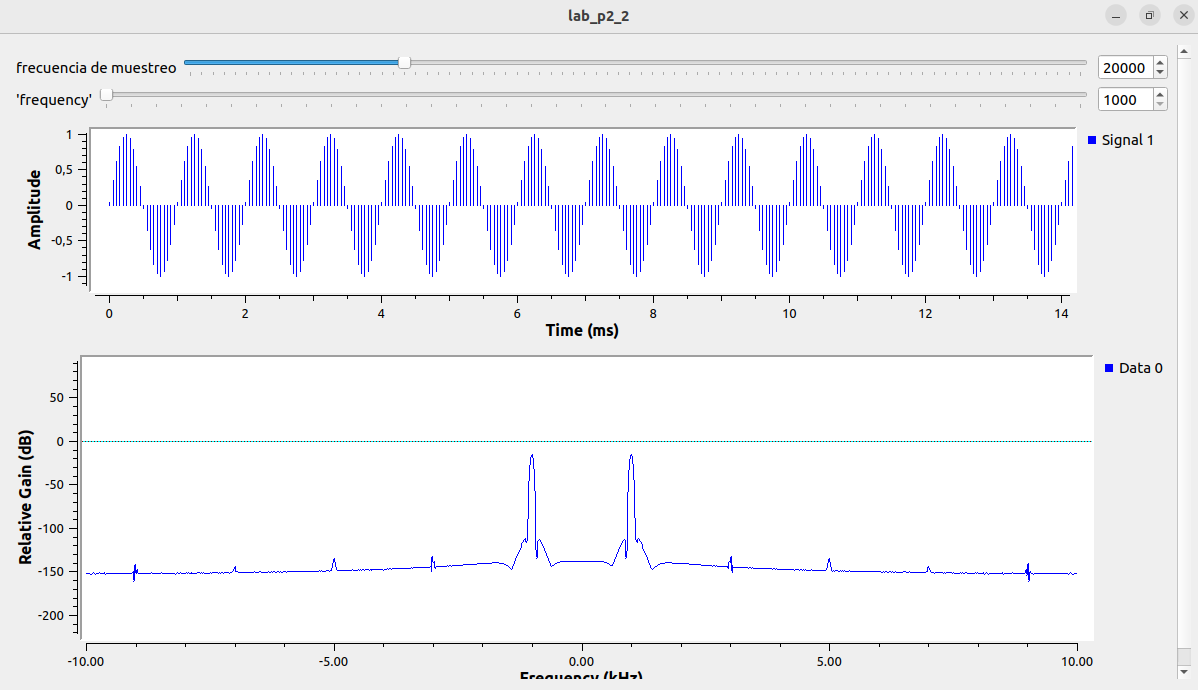 lab_p2_2
frecuencia de muestreo 20000
'frequency' 1000
1
0,5
0
-0,5
-1
Amplitude
Signal 1
0 2 4 6 8 10 12 14
Time (ms)
50
0
-50
-100
-150
-200
Relative Gain (dB)
Data 0
-10.00 -5.00 0.00 5.00 10.00
Frequency (kHz)